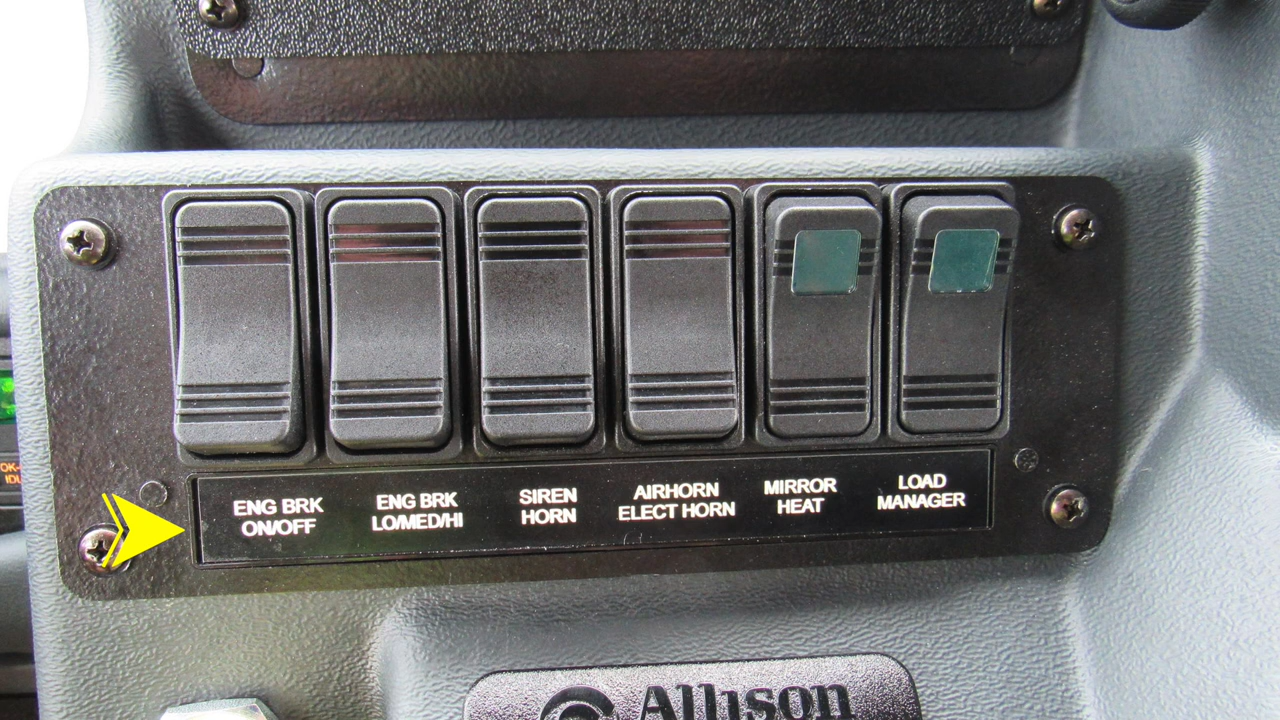 ENG BRK
ON/OFF
ENG BRK
LO/MED/HI
SIREN
HORN
AIRHORN
ELECT HORN
MIRROR
HEAT
LOAD
MANAGER
Allison